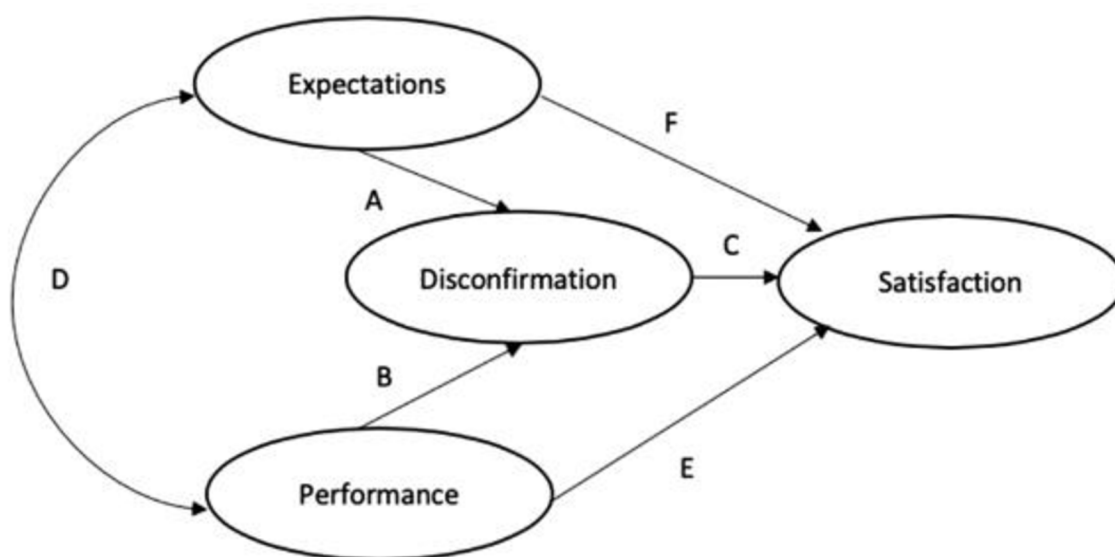 Expectations
F
A
C
D
Disconfirmation
Satisfaction
B
E
Performance